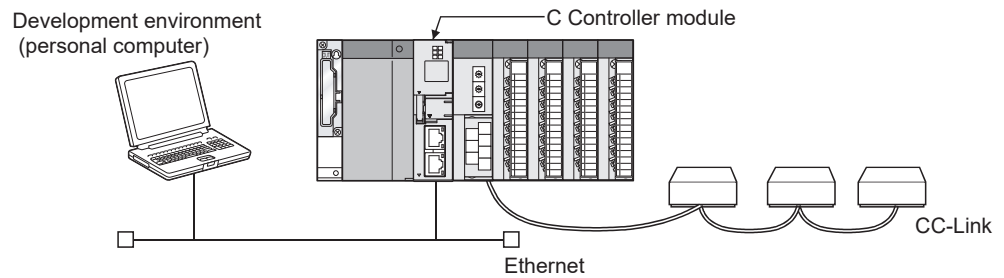 Development environment
(personal computer)
C Controller module
CC-Link
Ethernet